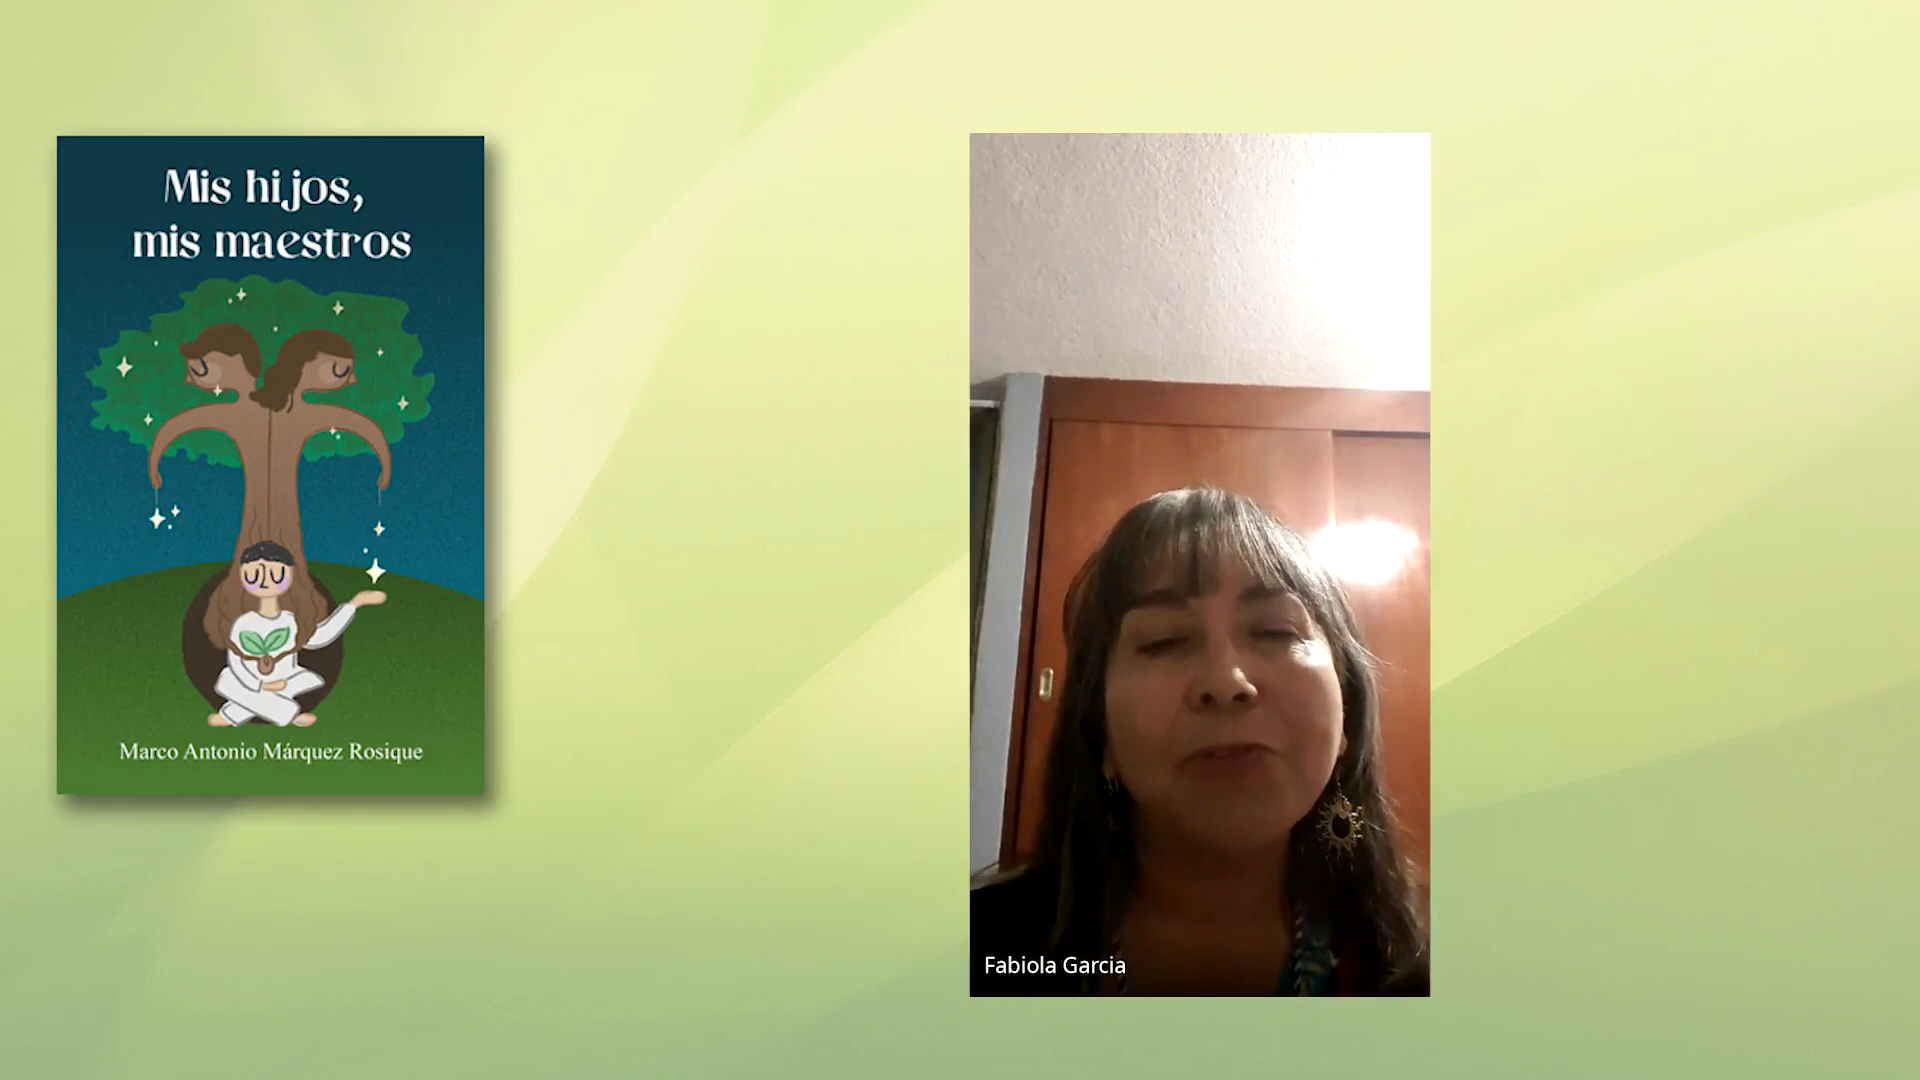 Mis hijos,
mis maestros
Marco Antonio Márquez Rosique
Fabiola Garcia